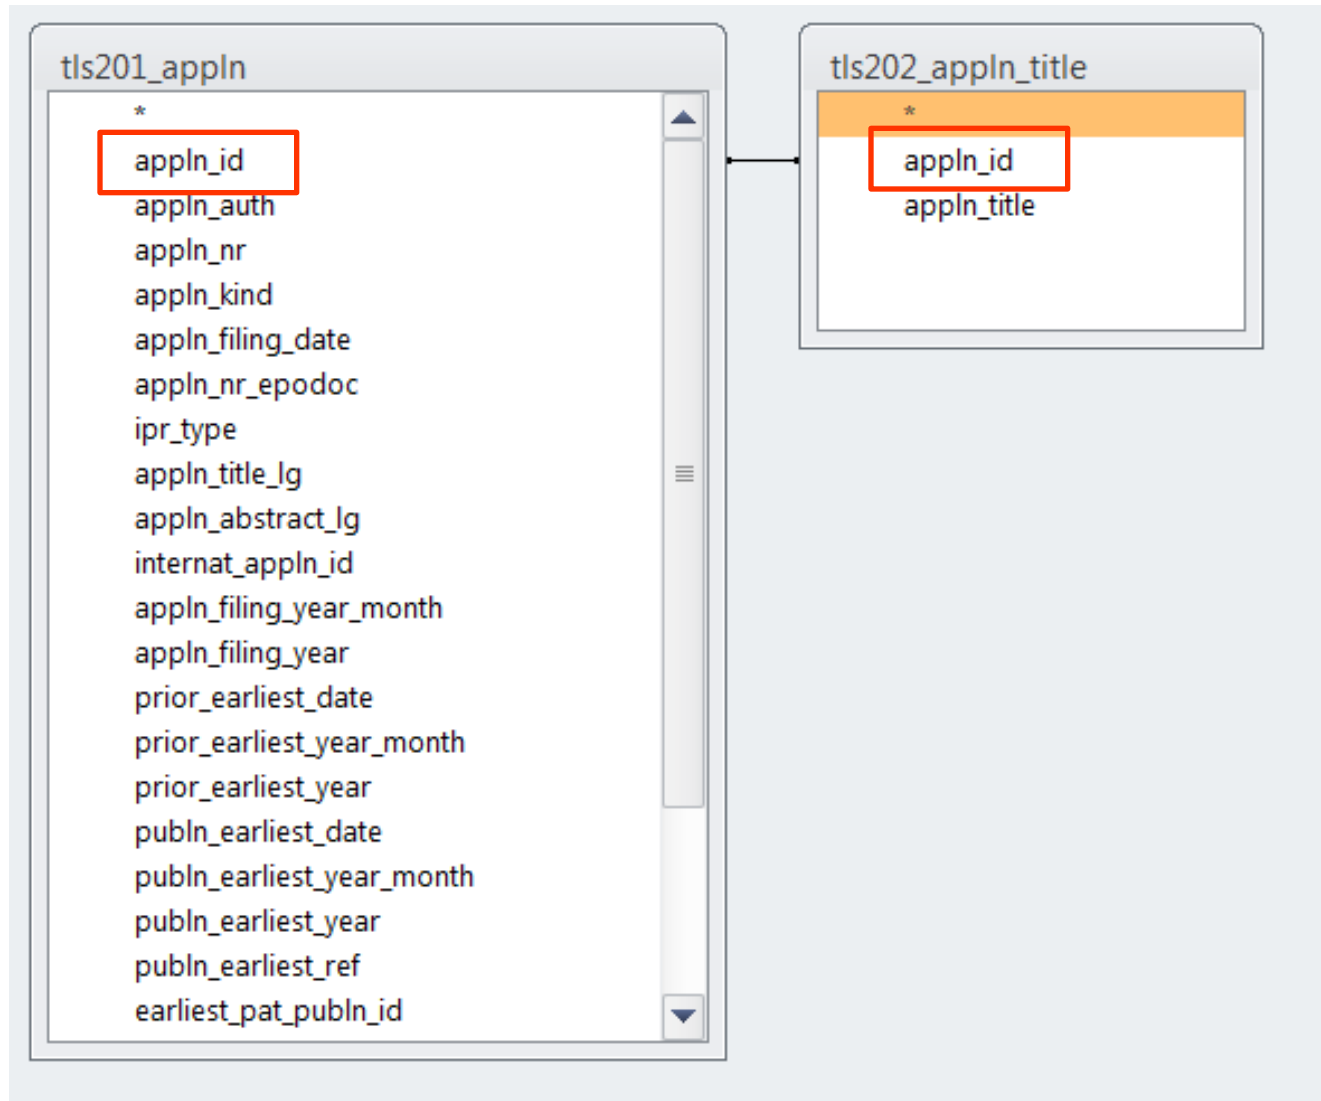 tls201_appln
*
appln_id
appln_auth
appln_nr
appln_kind
appln_filing_date
appln_nr_epodoc
ipr_type
appln_title_lg
appln_abstract_lg
internat_appln_id
appln_filing_year_month
appln_filing_year
prior_earliest_date
prior_earliest_year_month
prior_earliest_year
publn_earliest_date
publn_earliest_year_month
publn_earliest_year
publn_earliest_ref
earliest_pat_publn_id
tls202_appln_title
*
appln_id
appln_title